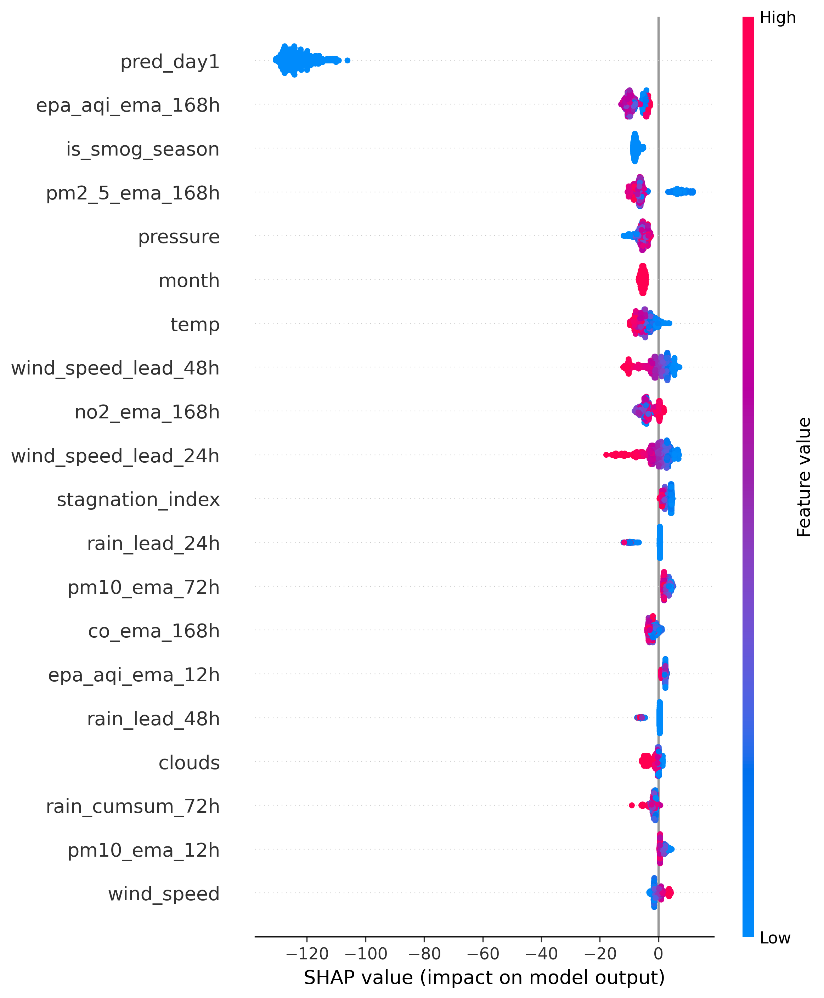 High
pred_day1
epa_aqi_ema_168h
is_smog_season
pm2_5_ema_168h
pressure
month
temp
wind_speed_lead_48h
no2_ema_168h
wind_speed_lead_24h
stagnation_index
rain_lead_24h
pm10_ema_72h
co_ema_168h
epa_aqi_ema_12h
rain_lead_48h
clouds
rain_cumsum_72h
pm10_ema_12h
wind_speed
Feature value
Low
−120 −100 −80 −60 −40 −20 0
SHAP value (impact on model output)